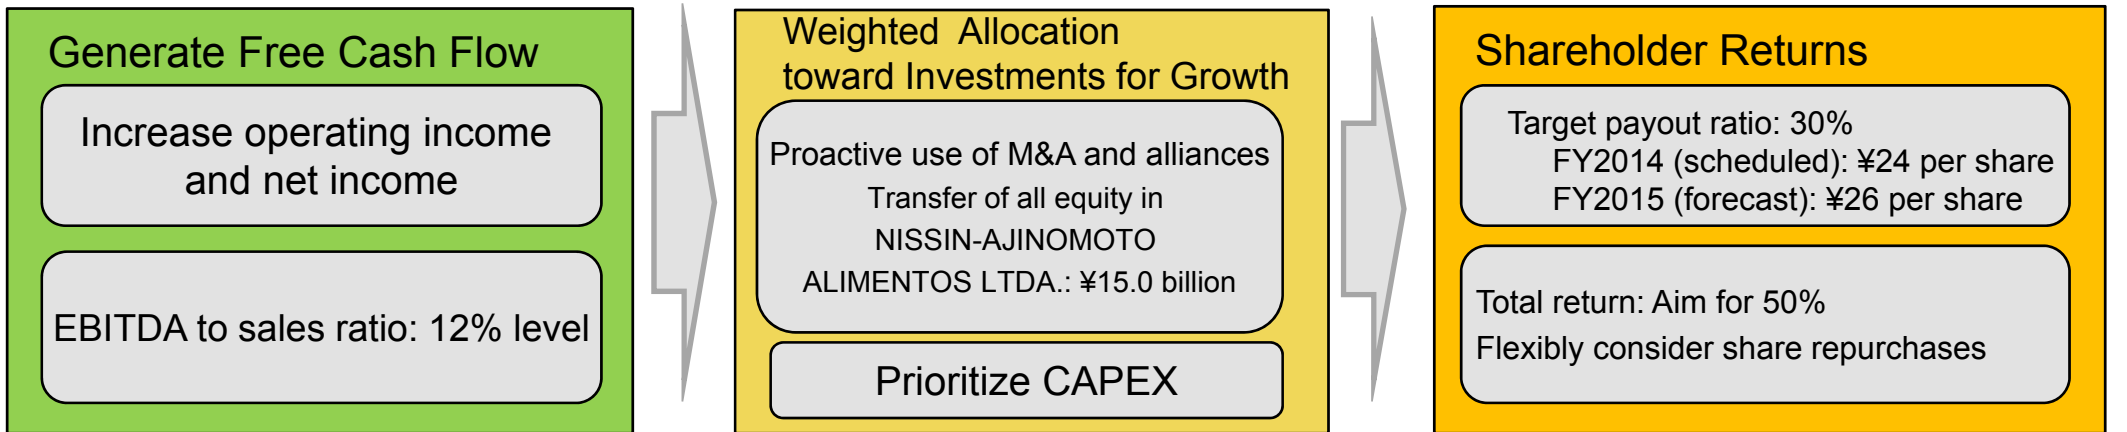 Generate Free Cash Flow
Increase operating income
and net income
EBITDA to sales ratio: 12% level
Weighted Allocation
toward Investments for Growth
Proactive use of M&A and alliances
Transfer of all equity in
NISSIN-AJINOMOTO
ALIMENTOS LTDA.: ¥15.0 billion
Prioritize CAPEX
Shareholder Returns
Target payout ratio: 30%
FY2014 (scheduled): ¥24 per share
FY2015 (forecast): ¥26 per share
Total return: Aim for 50%
Flexibly consider share repurchases